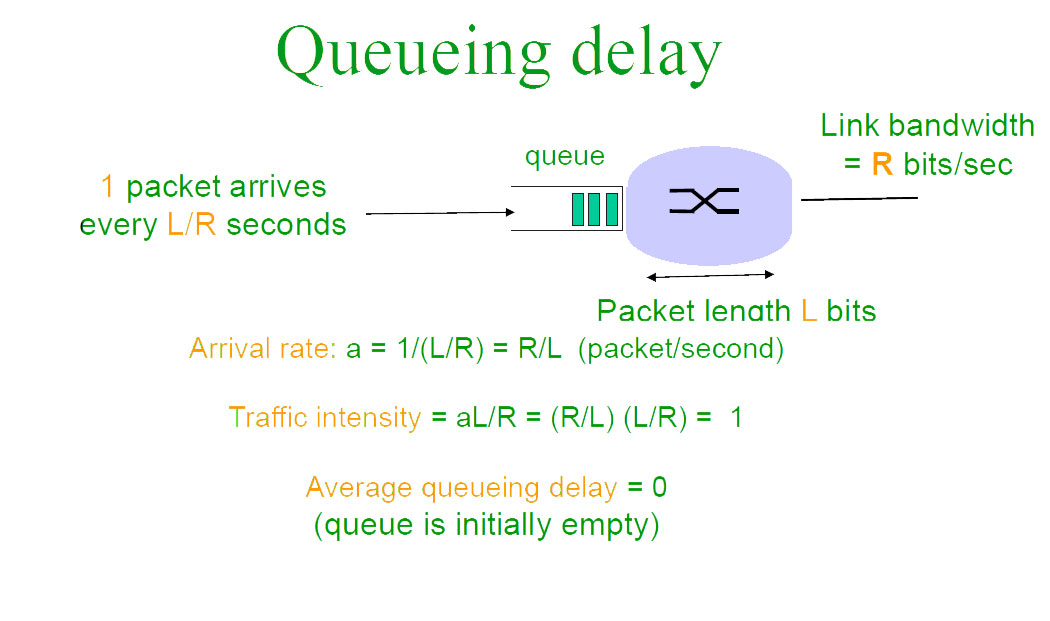 Queueing delay
Link bandwidth
= R bits/sec
queue
1 packet arrives
every L/R seconds
Packet length L bits
Arrival rate: a = 1/(L/R) = R/L (packet/second)
Traffic intensity = aL/R = (R/L) (L/R) = 1
Average queueing delay = 0
(queue is initially empty)